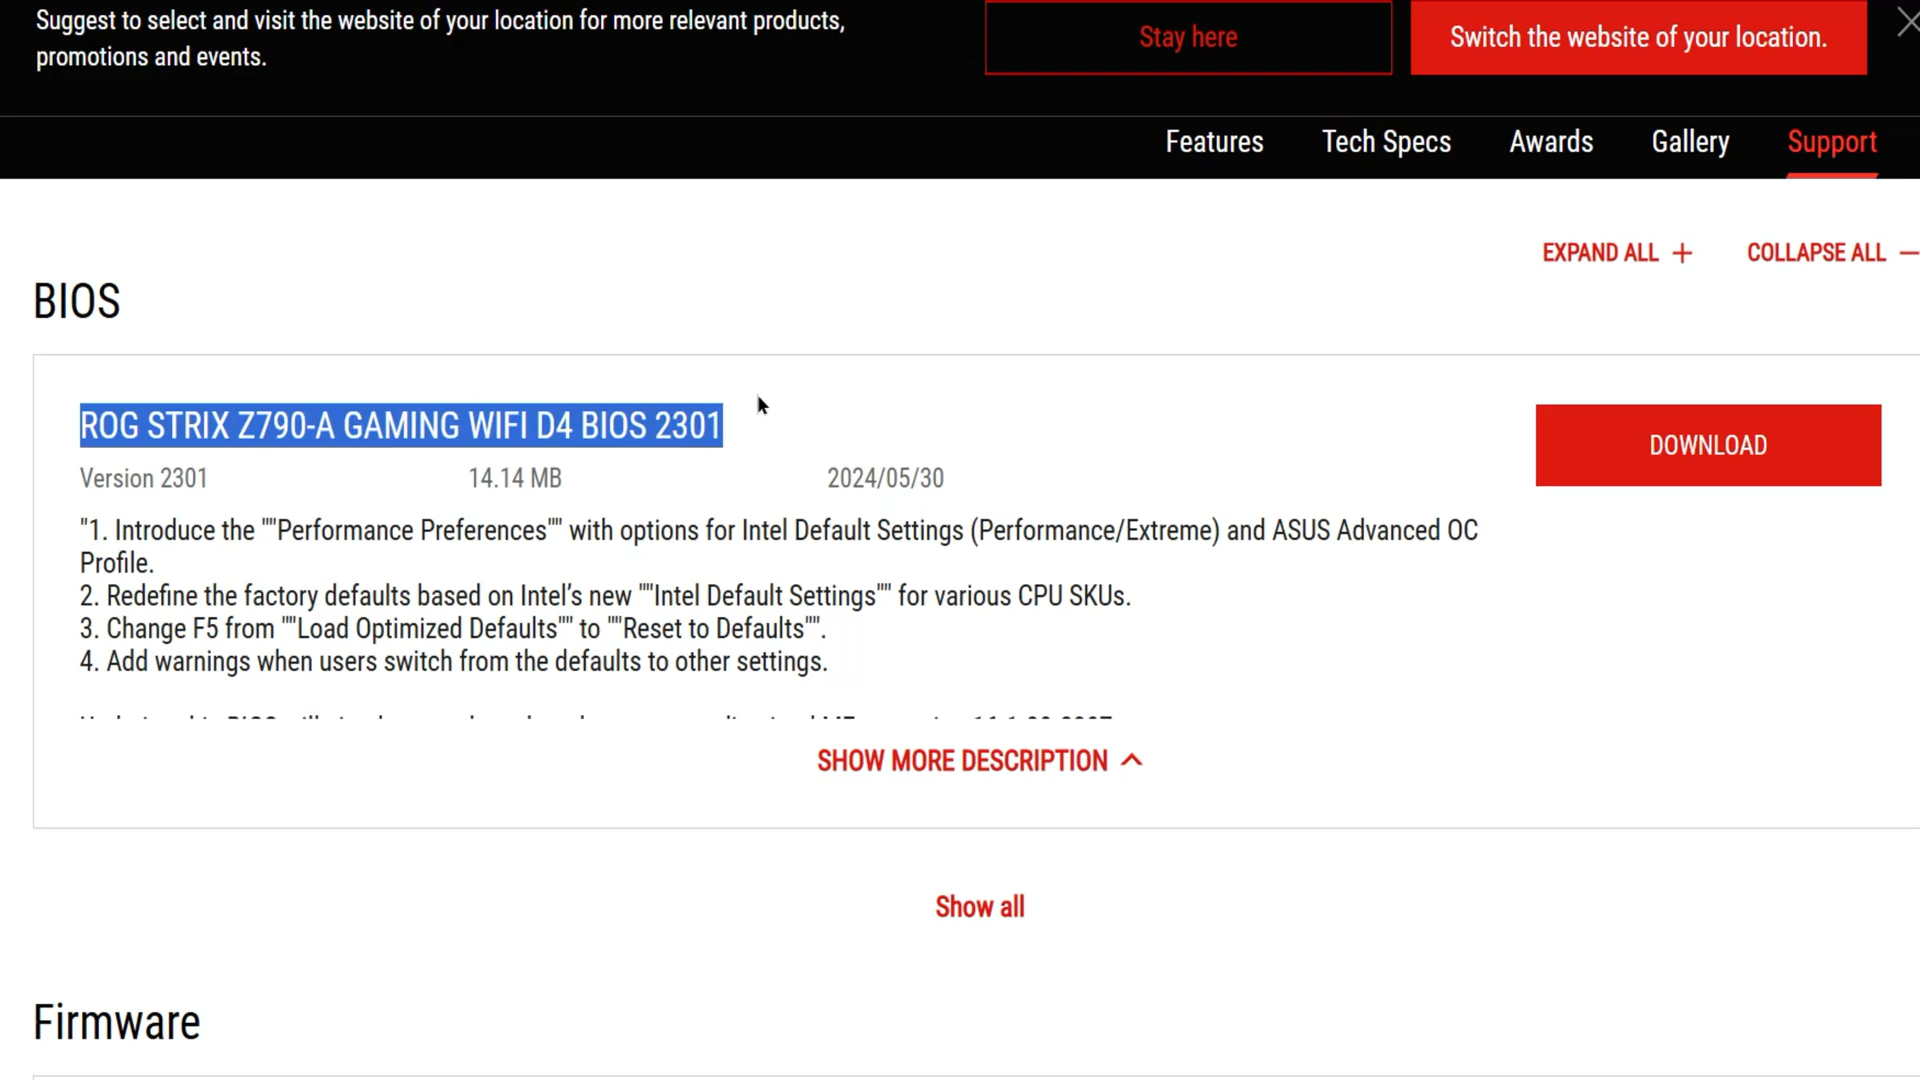 Suggest to select and visit the website of your location for more relevant products,
promotions and events.
Stay here
Switch the website of your location.
Features
Tech Specs
Awards
Gallery
Support
EXPAND ALL +
COLLAPSE ALL −
BIOS
ROG STRIX Z790-A GAMING WIFI D4 BIOS 2301
DOWNLOAD
Version 2301
14.14 MB
2024/05/30
"1. Introduce the ""Performance Preferences"" with options for Intel Default Settings (Performance/Extreme) and ASUS Advanced OC
Profile.
2. Redefine the factory defaults based on Intel’s new ""Intel Default Settings"" for various CPU SKUs.
3. Change F5 from ""Load Optimized Defaults"" to ""Reset to Defaults"".
4. Add warnings when users switch from the defaults to other settings.
SHOW MORE DESCRIPTION
Show all
Firmware